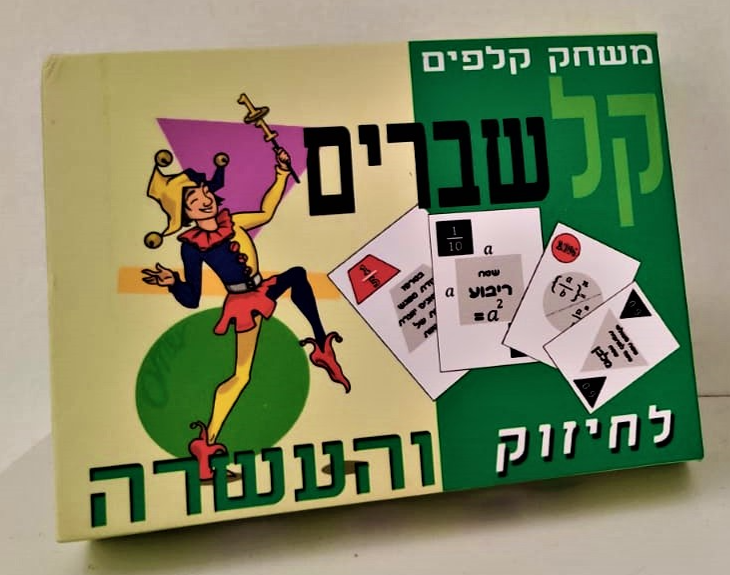 משחק קלפים
קל שברים
1/10
a
שטח
a ריבוע
=a²
לחיזוק והעשרה